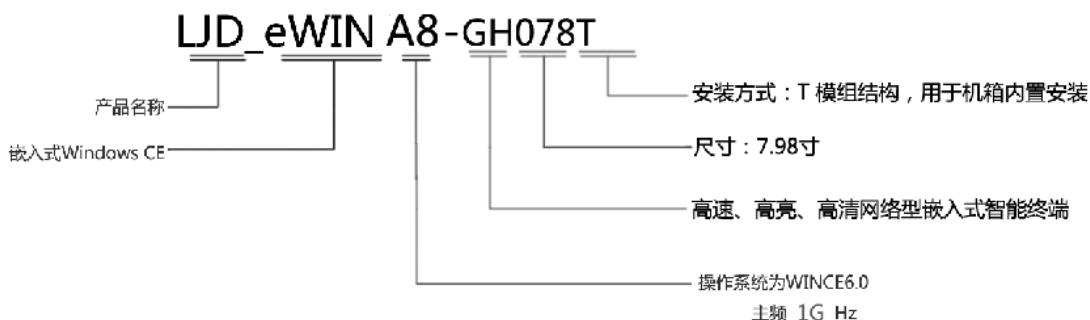 LJD_eWIN A8-GH078T
安装方式：T 模组结构，用于机箱内置安装
产品名称
尺寸：7.98寸
嵌入式Windows CE
高速、高亮、高清网络型嵌入式智能终端
操作系统为WINCE6.0
主频 1G Hz